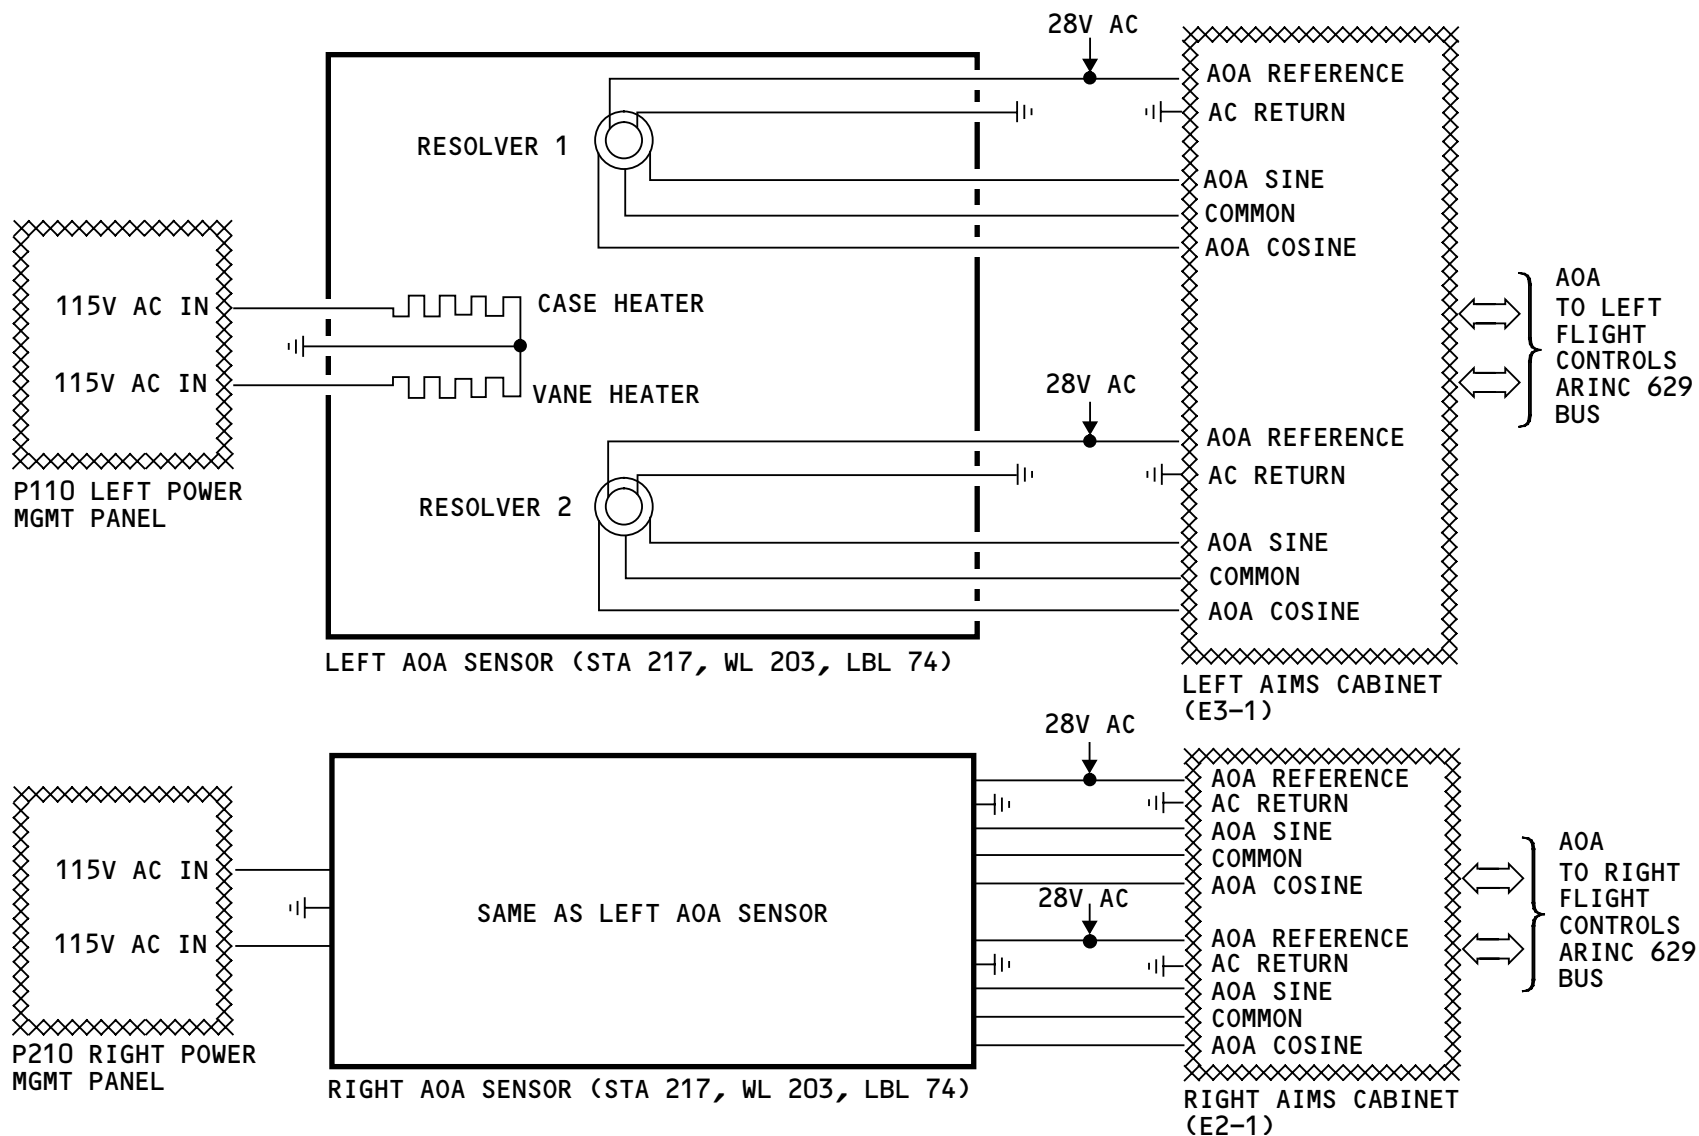 28V AC
AOA REFERENCE
AC RETURN
RESOLVER 1
AOA SINE
COMMON
AOA COSINE
115V AC IN
CASE HEATER
115V AC IN
VANE HEATER
P110 LEFT POWER
MGMT PANEL
28V AC
AOA REFERENCE
AC RETURN
RESOLVER 2
AOA SINE
COMMON
AOA COSINE
AOA
TO LEFT
FLIGHT
CONTROLS
ARINC 629
BUS
LEFT AOA SENSOR (STA 217, WL 203, LBL 74)
LEFT AIMS CABINET
(E3-1)
28V AC
AOA REFERENCE
AC RETURN
AOA SINE
COMMON
AOA COSINE
115V AC IN
SAME AS LEFT AOA SENSOR
28V AC
115V AC IN
AOA REFERENCE
AC RETURN
AOA SINE
COMMON
AOA COSINE
AOA
TO RIGHT
FLIGHT
CONTROLS
ARINC 629
BUS
P210 RIGHT POWER
MGMT PANEL
RIGHT AOA SENSOR (STA 217, WL 203, LBL 74)
RIGHT AIMS CABINET
(E2-1)